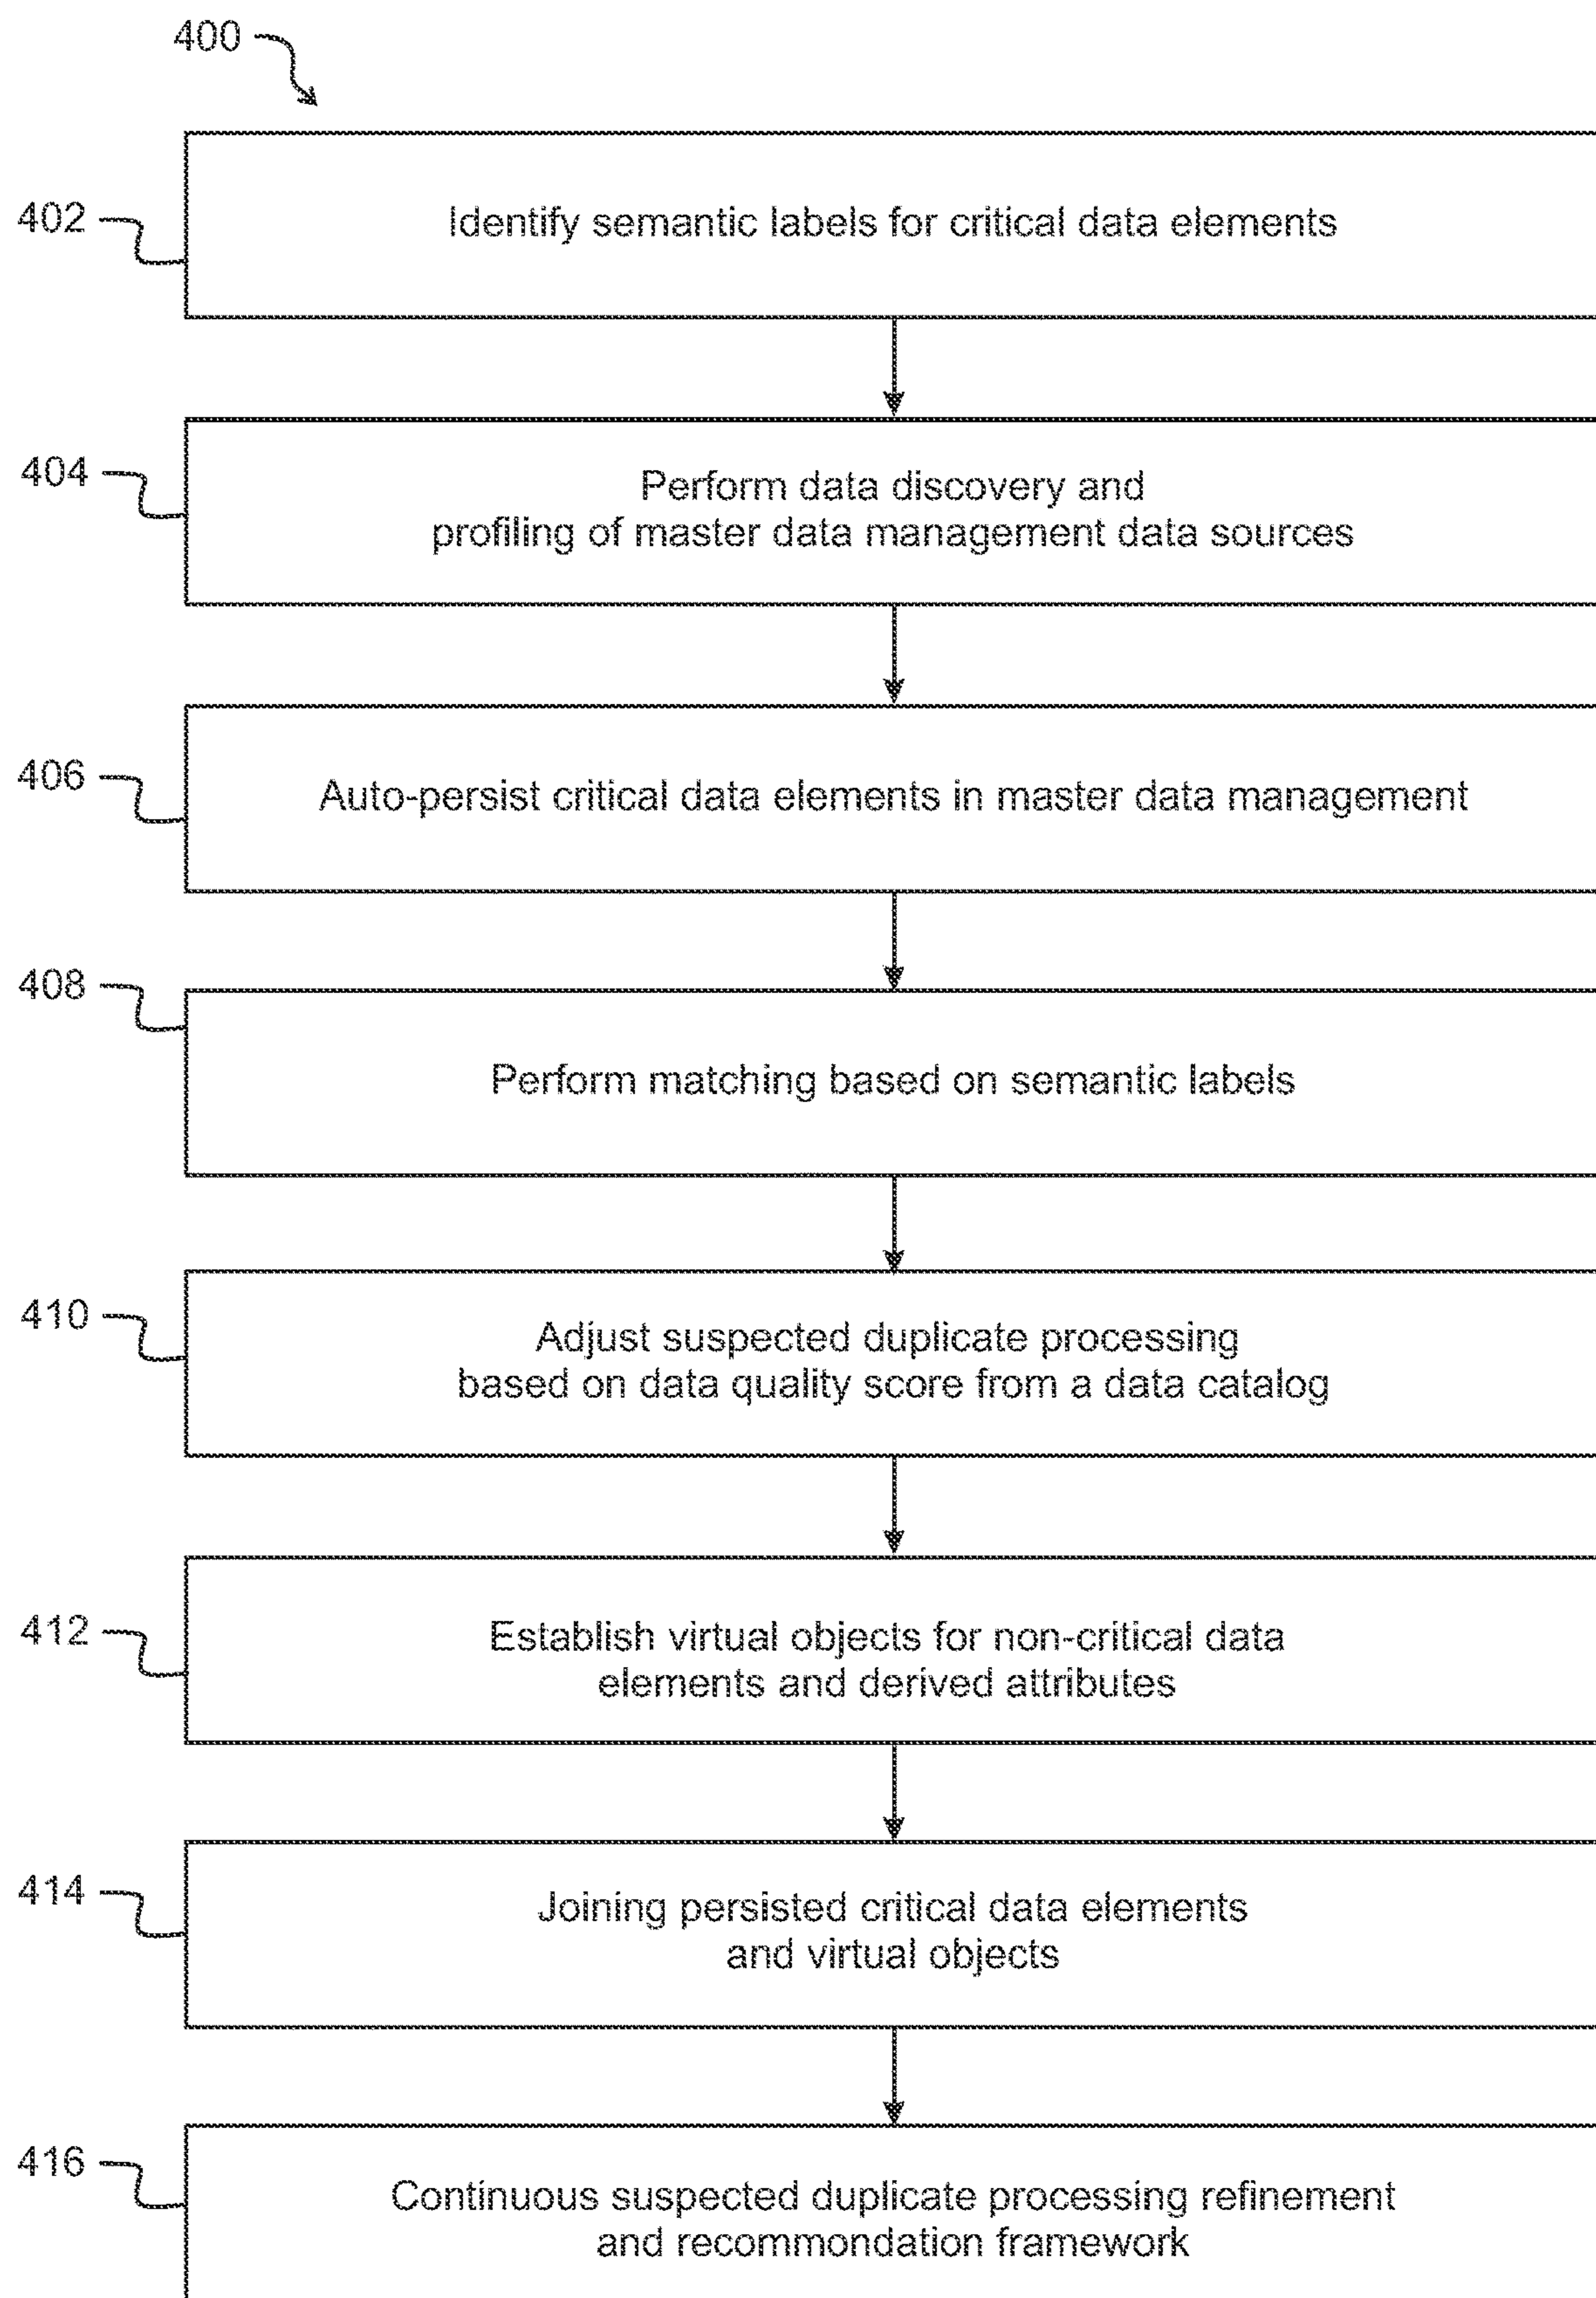 400
402
Identify semantic labels for critical data elements
404
Perform data discovery and
profiling of master data management data sources
406
Auto-persist critical data elements in master data management
408
Perform matching based on semantic labels
410
Adjust suspected duplicate processing
based on data quality score from a data catalog
412
Establish virtual objects for non-critical data
elements and derived attributes
414
Joining persisted critical data elements
and virtual objects
416
Continuous suspected duplicate processing refinement
and recommondation framework